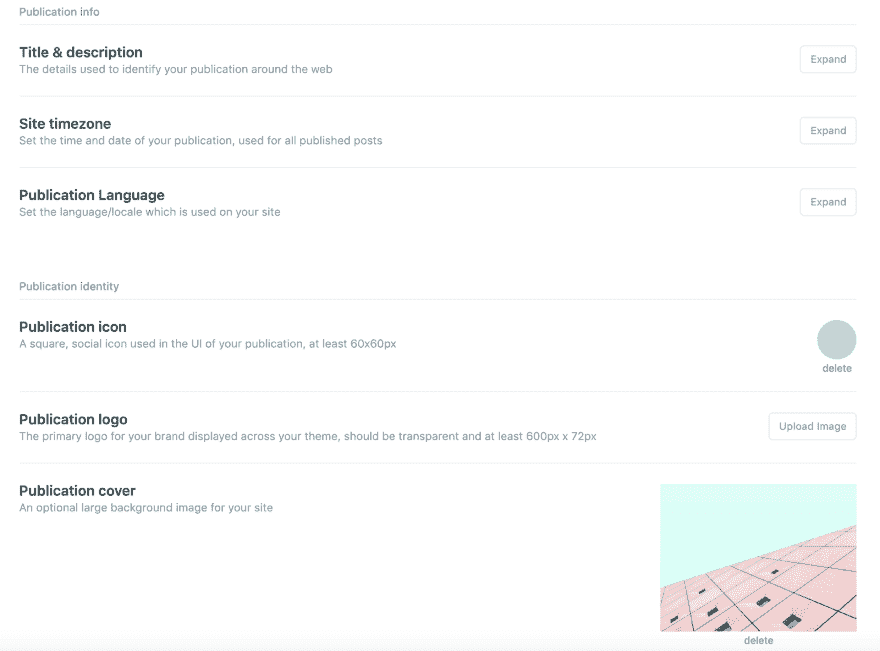 Publication info
Title & description
The details used to identify your publication around the web
Expand
Site timezone
Set the time and date of your publication, used for all published posts
Expand
Publication Language
Set the language/locale which is used on your site
Expand
Publication identity
Publication icon
A square, social icon used in the UI of your publication, at least 60x60px
delete
Publication logo
The primary logo for your brand displayed across your theme, should be transparent and at least 600px x 72px
Upload Image
Publication cover
An optional large background image for your site
delete